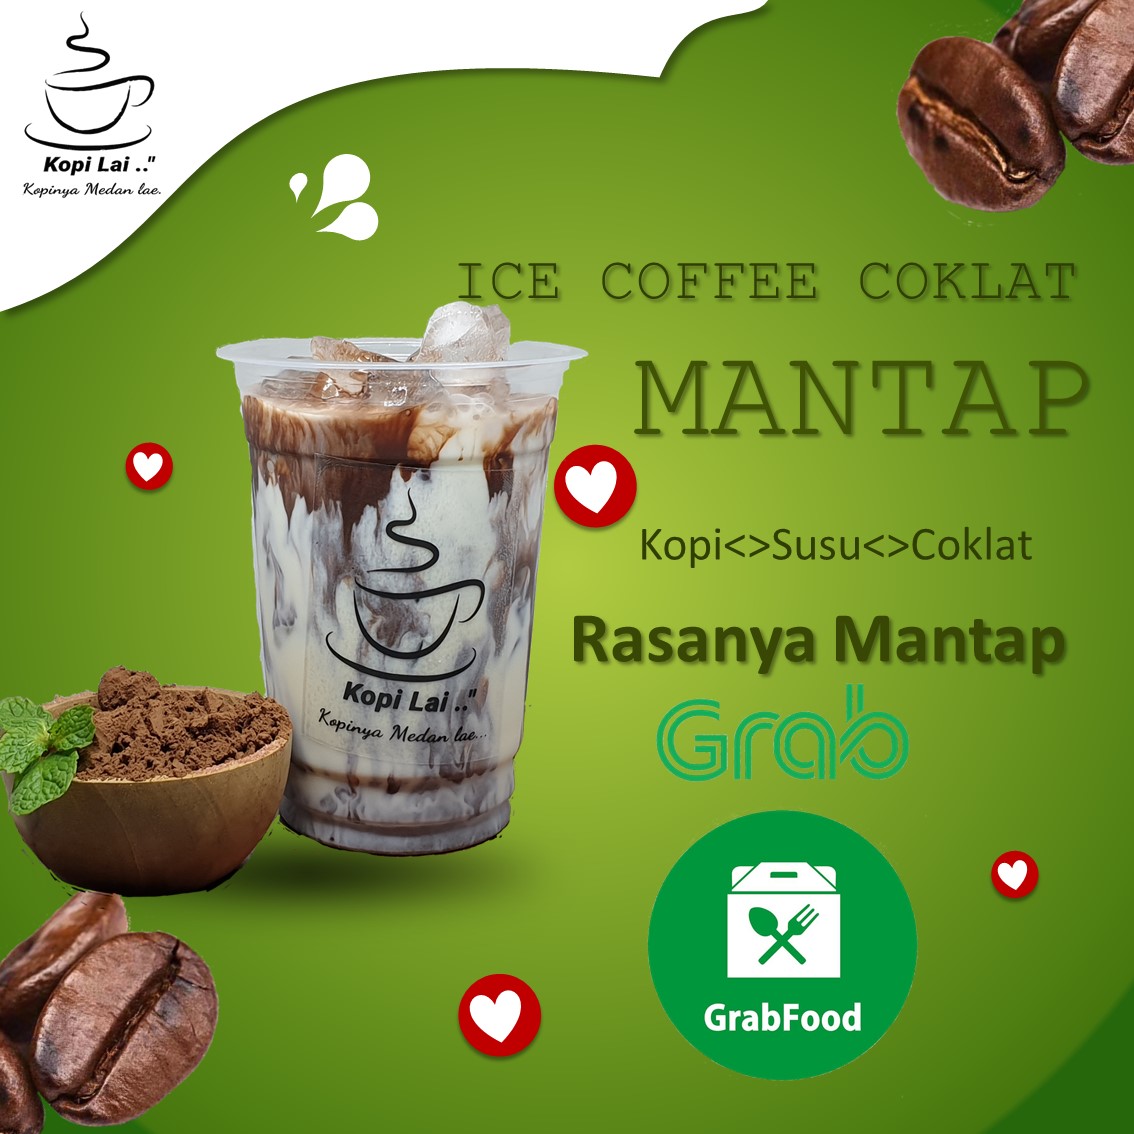 Kopi Lai .."
Kopinya Medan lae.
ICE COFFEE COKLAT
MANTAP
Kopi<>Susu<>Coklat
Rasanya Mantap
Kopi Lai .."
Kopinya Medan lae...
Grab
GrabFood